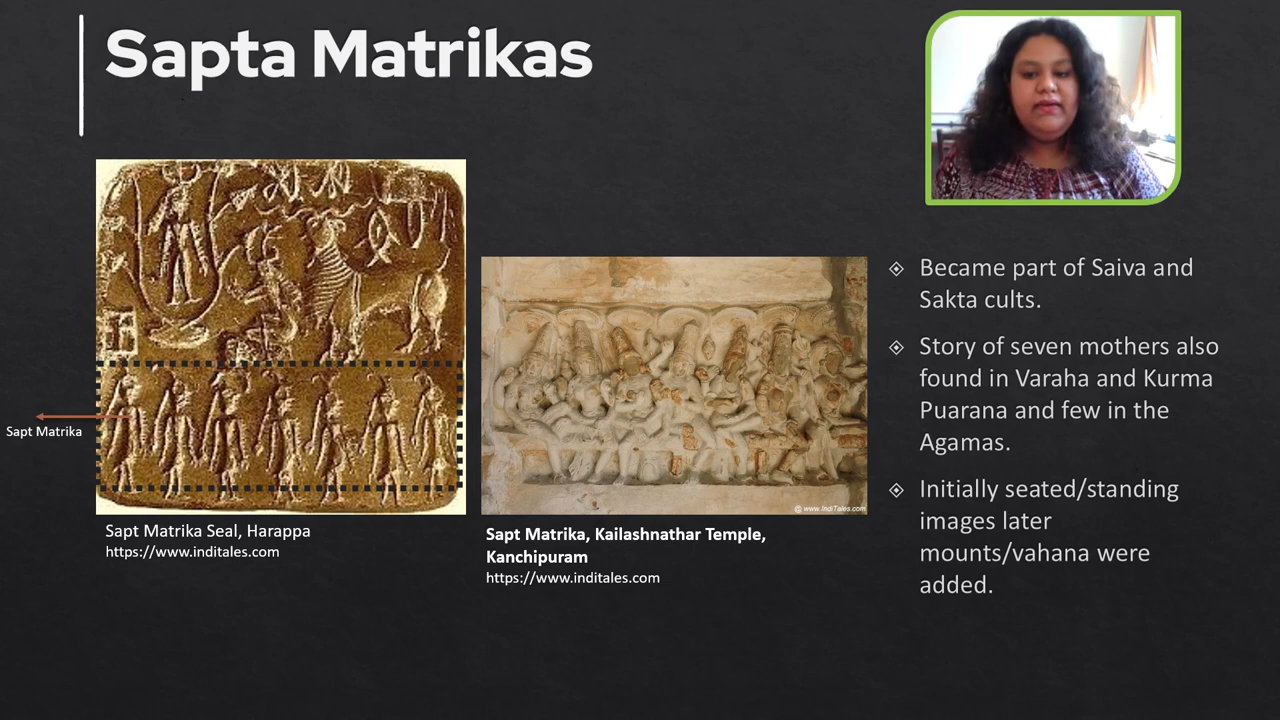 Sapta Matrikas
Sapt Matrika
Sapt Matrika Seal, Harappa
https://www.inditales.com
© www.IndiTales.com
Sapt Matrika, Kailashnathar Temple,
Kanchipuram
https://www.inditales.com
Became part of Saiva and
Sakta cults.
Story of seven mothers also
found in Varaha and Kurma
Puarana and few in the
Agamas.
Initially seated/standing
images later
mounts/vahana were
added.